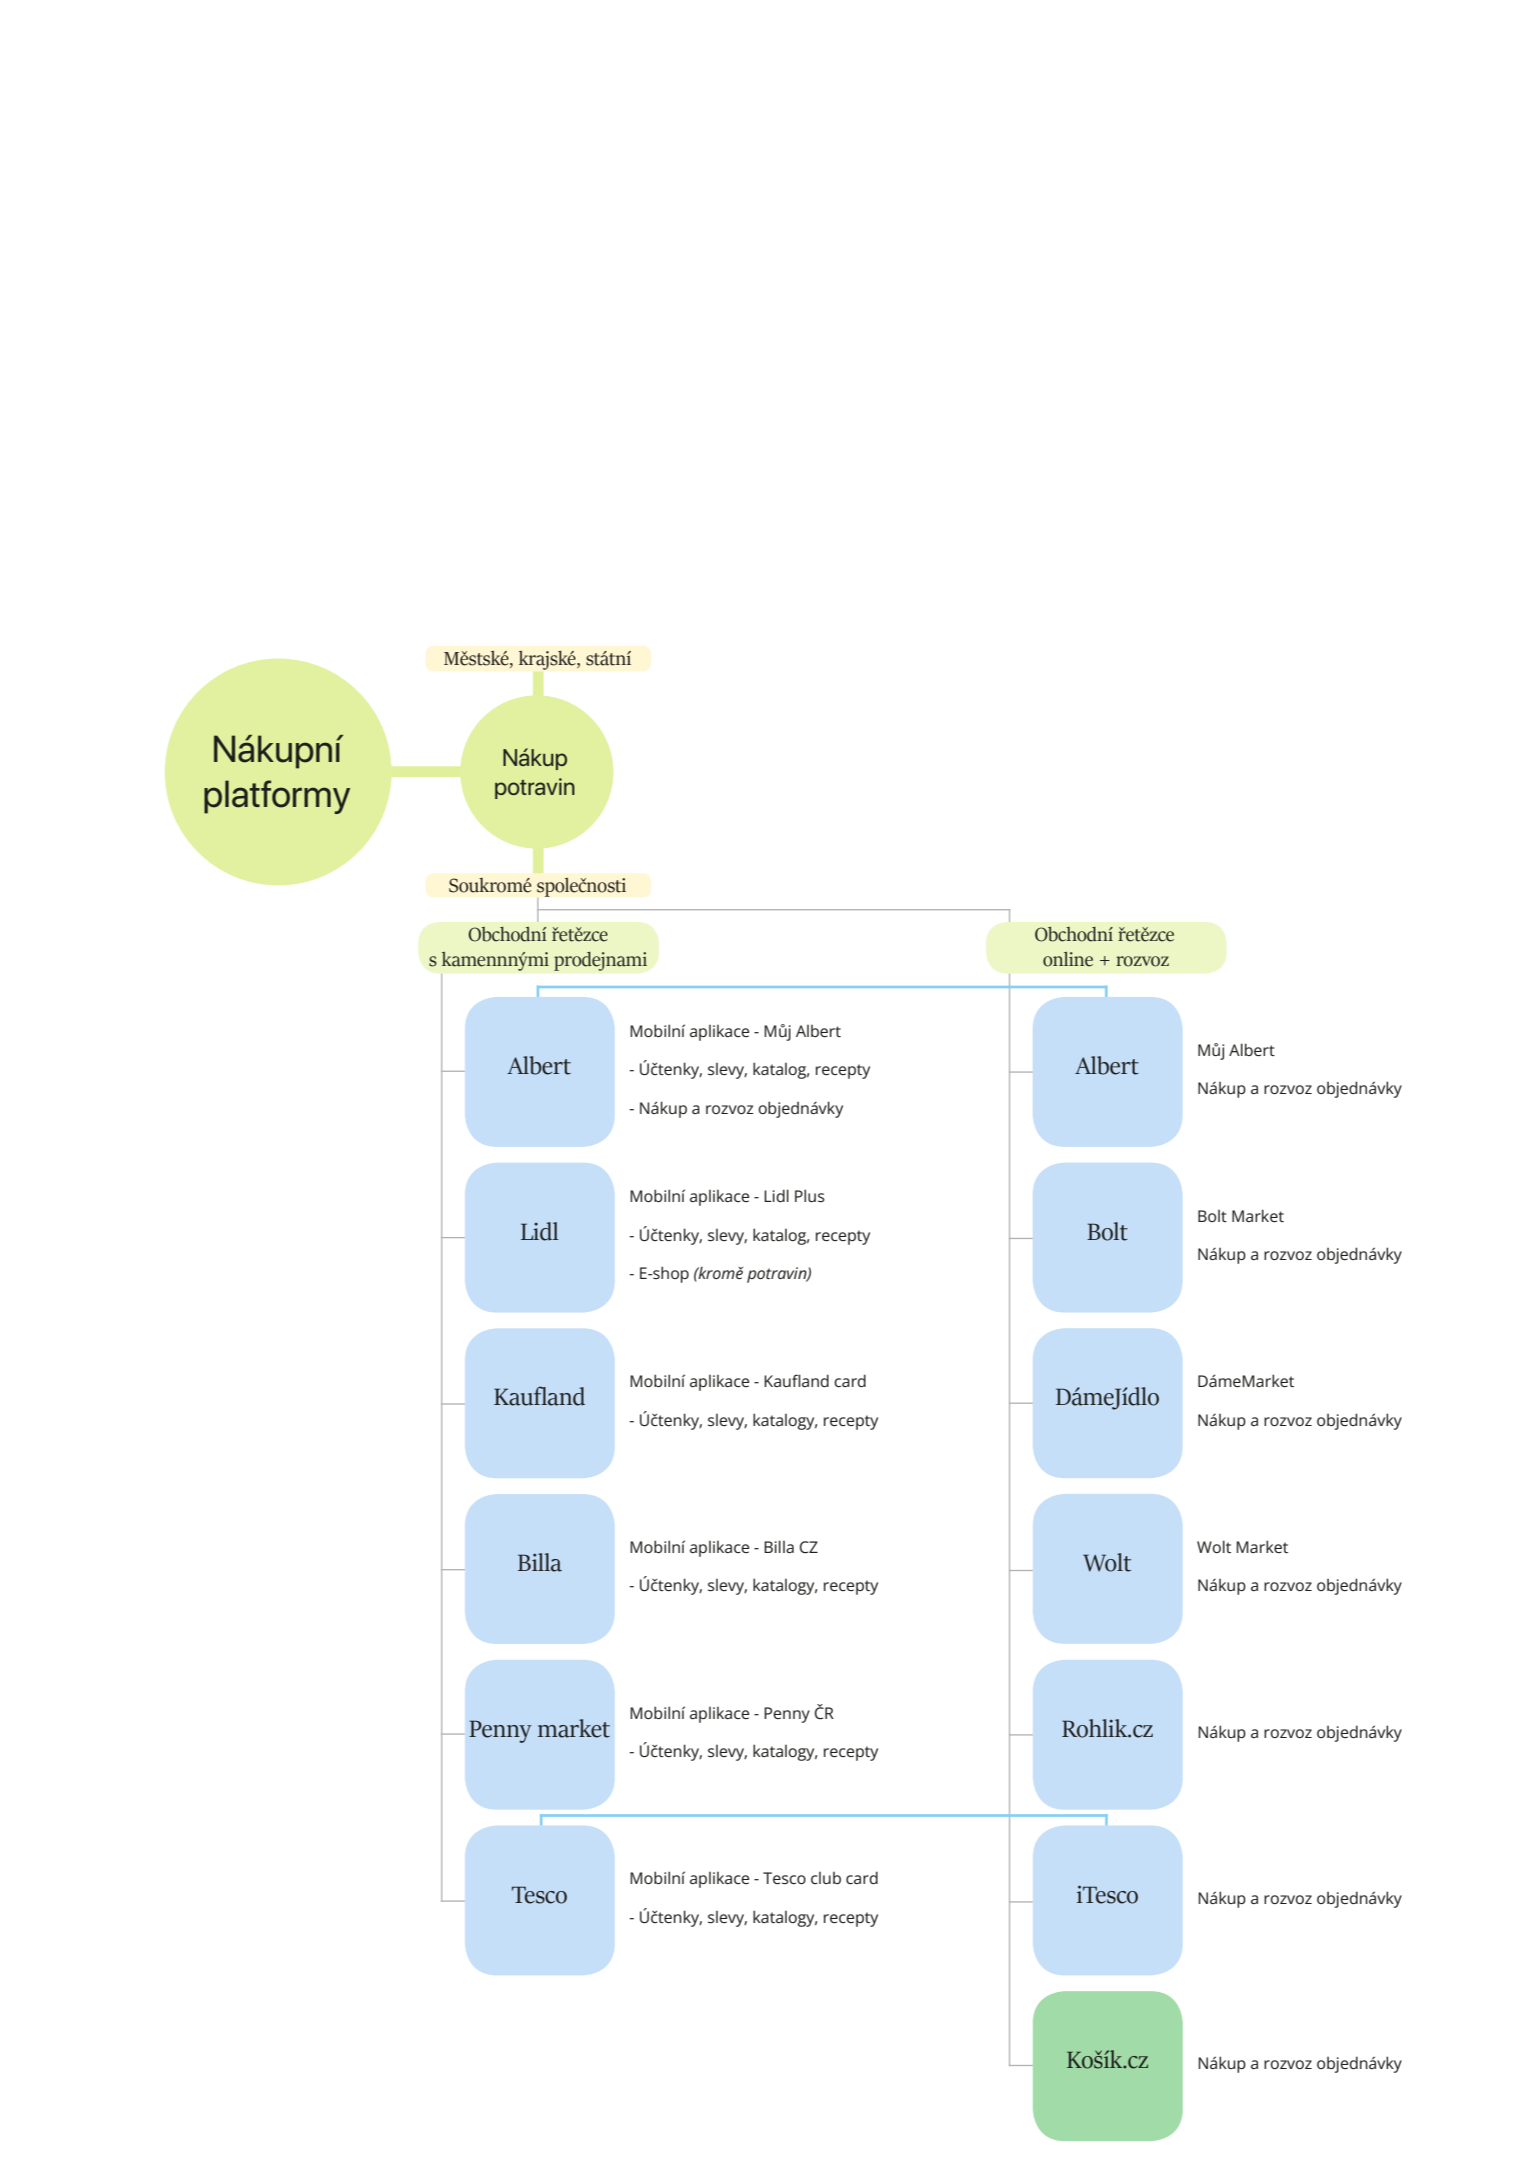 Městské, krajské, státní
Nákupní
platformy
Nákup
potravin
Soukromé společnosti
Obchodní řetězce
s kamennnými prodejnami
Obchodní řetězce
online + rozvoz
Albert
Mobilní aplikace - Můj Albert
- Účtenky, slevy, katalog, recepty
- Nákup a rozvoz objednávky
Albert
Můj Albert
Nákup a rozvoz objednávky
Lidl
Mobilní aplikace - Lidl Plus
- Účtenky, slevy, katalog, recepty
- E-shop (kromě potravin)
Bolt
Bolt Market
Nákup a rozvoz objednávky
Kaufland
Mobilní aplikace - Kaufland card
- Účtenky, slevy, katalogy, recepty
DámeJídlo
DámeMarket
Nákup a rozvoz objednávky
Billa
Mobilní aplikace - Billa CZ
- Účtenky, slevy, katalogy, recepty
Wolt
Wolt Market
Nákup a rozvoz objednávky
Penny market
Mobilní aplikace - Penny ČR
- Účtenky, slevy, katalogy, recepty
Rohlik.cz
Nákup a rozvoz objednávky
Tesco
Mobilní aplikace - Tesco club card
- Účtenky, slevy, katalogy, recepty
iTesco
Nákup a rozvoz objednávky
Košík.cz
Nákup a rozvoz objednávky